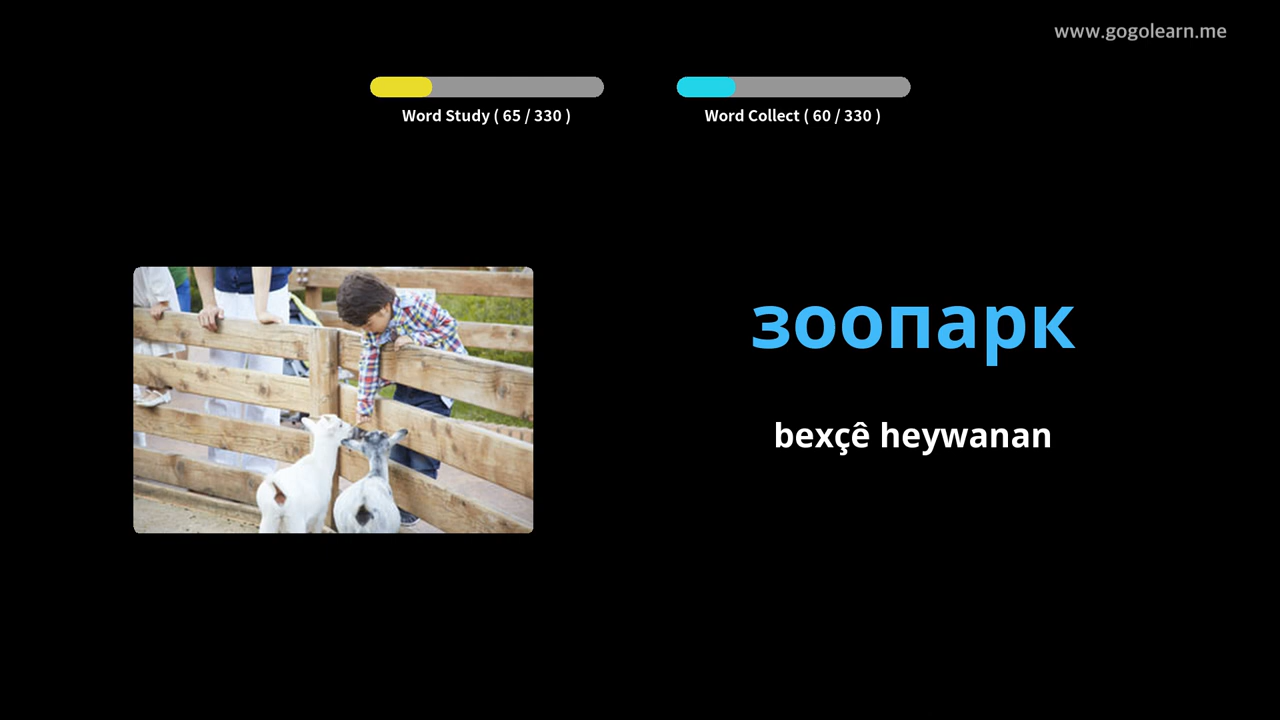 www.gogolearn.me
Word Study ( 65 / 330 )
Word Collect ( 60 / 330 )
зоопарк
bexçê heywanan